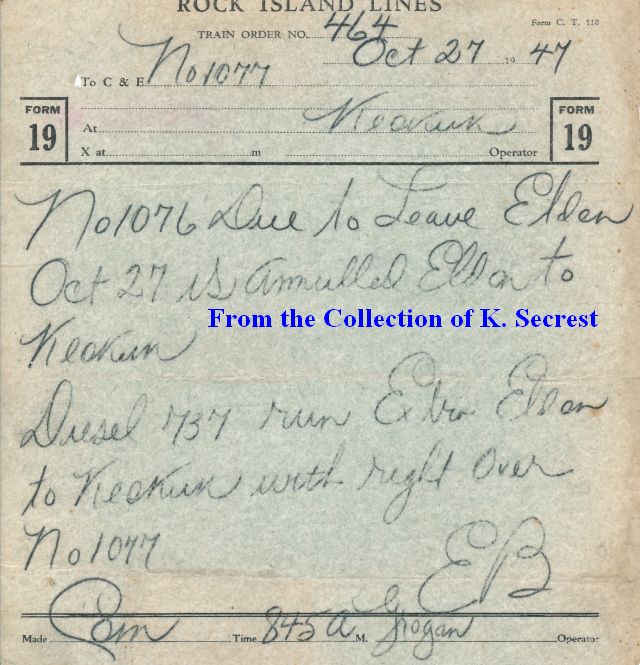 ROCK ISLAND LINES
Form C. T. 110
TRAIN ORDER NO. 464
Oct 27 1947
To C & E No 1077
FORM 19
FORM 19
At Keokuk
X at m Operator
No 1076 Due to Leave Eldon
Oct 27 is annulled Eldon to
From the Collection of K. Secrest
Keokuk
Diesel 737 run Extra Eldon
to Keokuk with right over
No 1077
EB
Made Com Time 845 A M. Grogan Operator